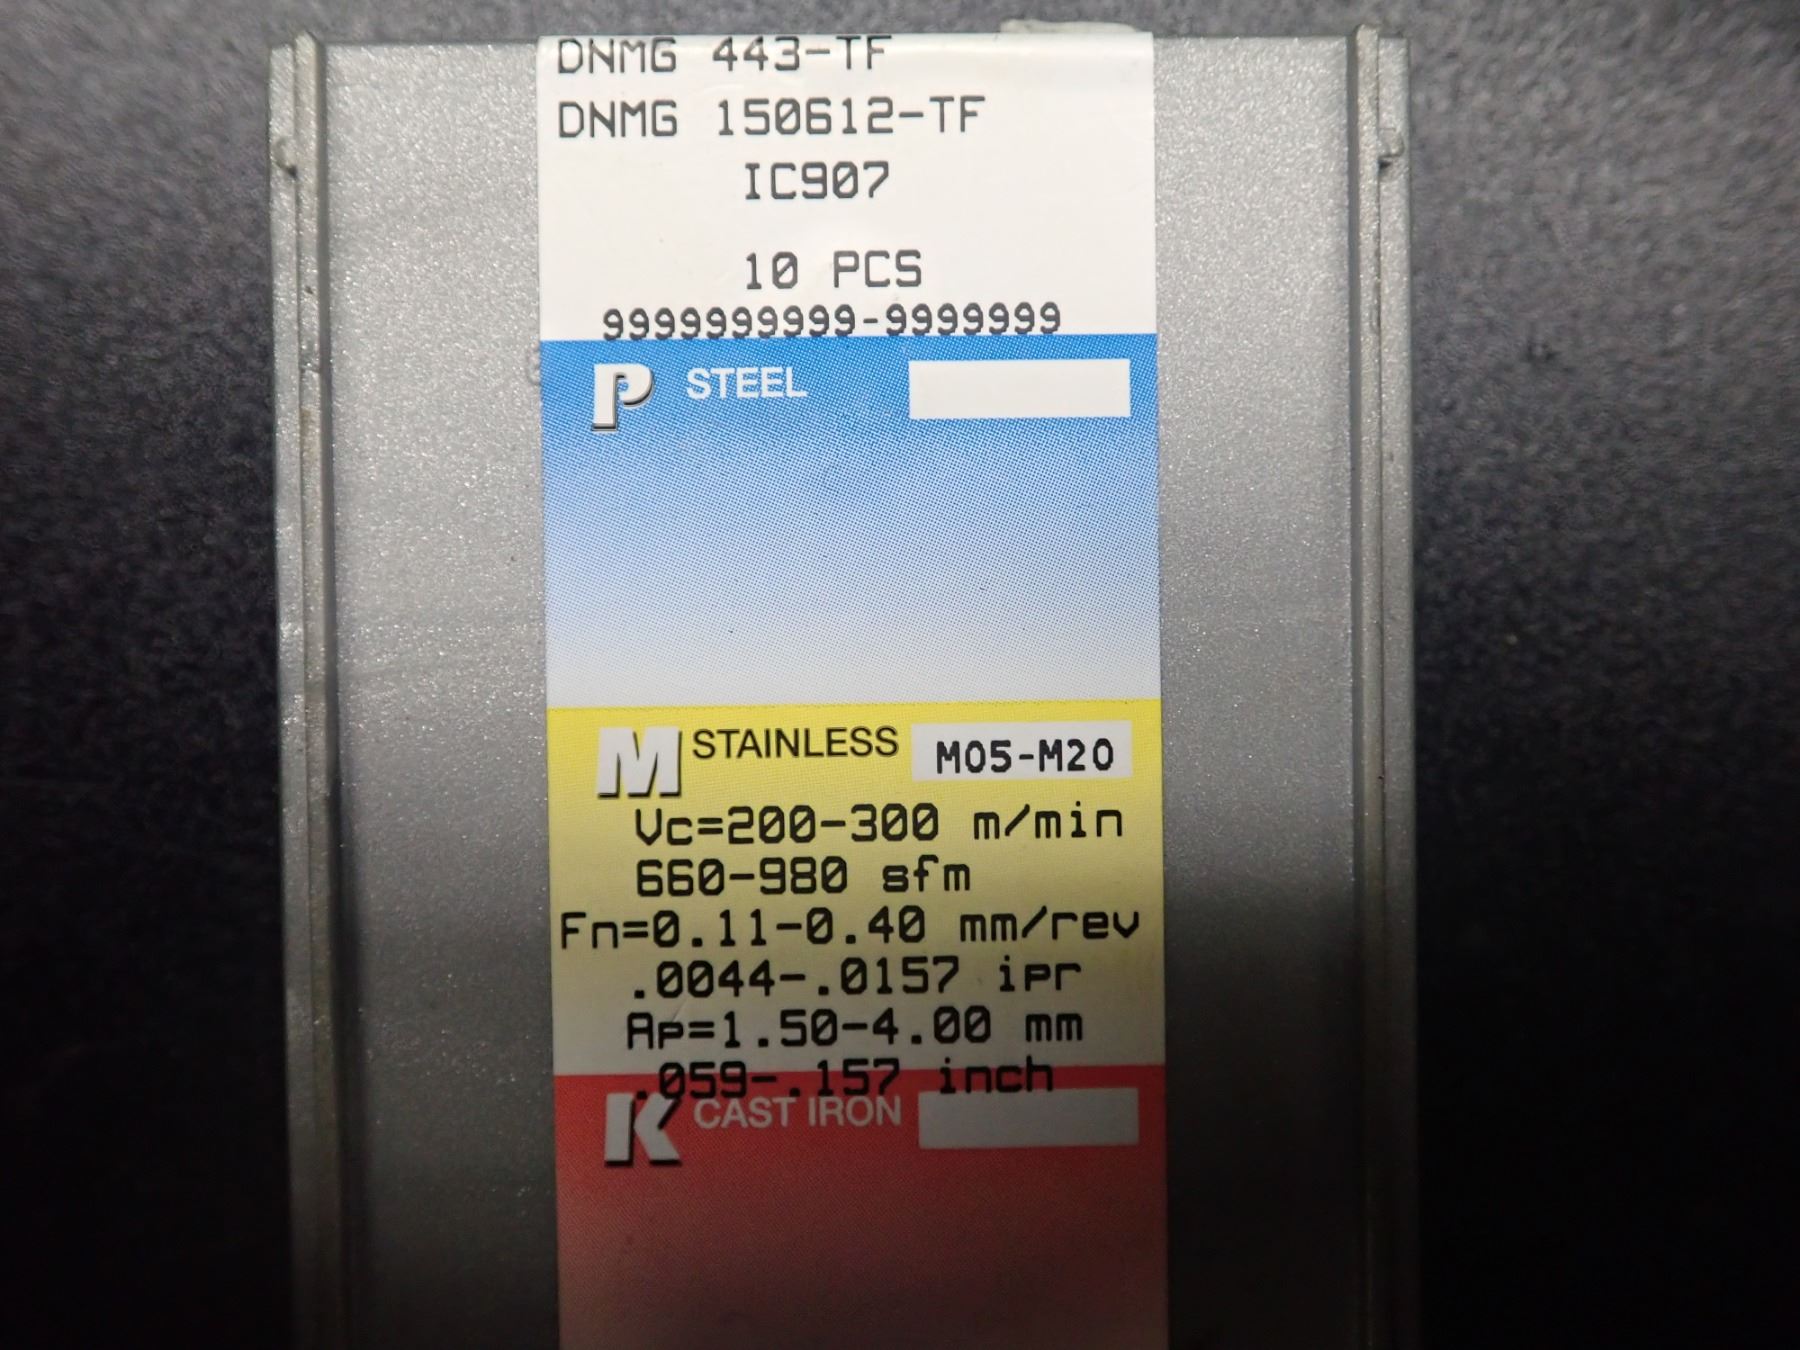 DNMG 443-TF
DNMG 150612-TF
IC907
10 PCS
9999999999-9999999
P STEEL
M STAINLESS M05-M20
Vc=200-300 m/min
660-980 sfm
Fn=0.11-0.40 mm/rev
.0044-.0157 ipr
Ap=1.50-4.00 mm
.059-.157 inch
K CAST IRON